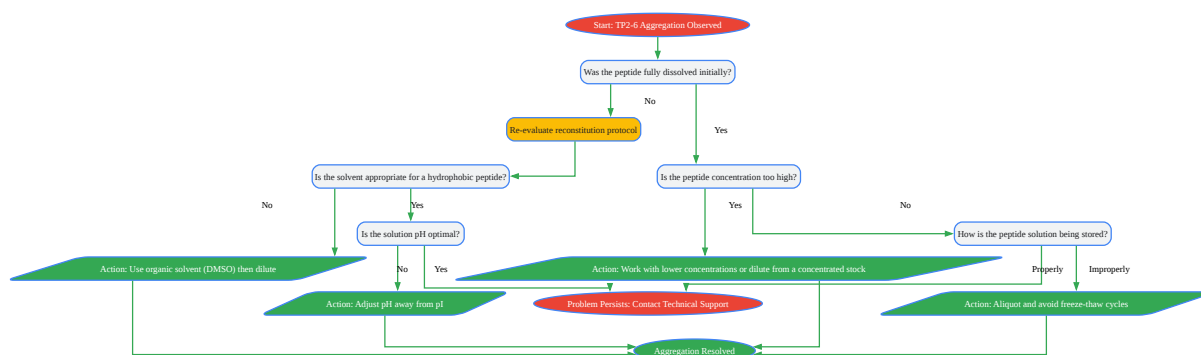 Start: TP2-6 Aggregation Observed
Was the peptide fully dissolved initially?
No
Re-evaluate reconstitution protocol
Yes
Is the solvent appropriate for a hydrophobic peptide?
Is the peptide concentration too high?
No
Yes
Yes
No
Is the solution pH optimal?
How is the peptide solution being stored?
Action: Use organic solvent (DMSO) then dilute
No
Yes
Action: Work with lower concentrations or dilute from a concentrated stock
Properly
Improperly
Action: Adjust pH away from pI
Problem Persists: Contact Technical Support
Action: Aliquot and avoid freeze-thaw cycles
Aggregation Resolved